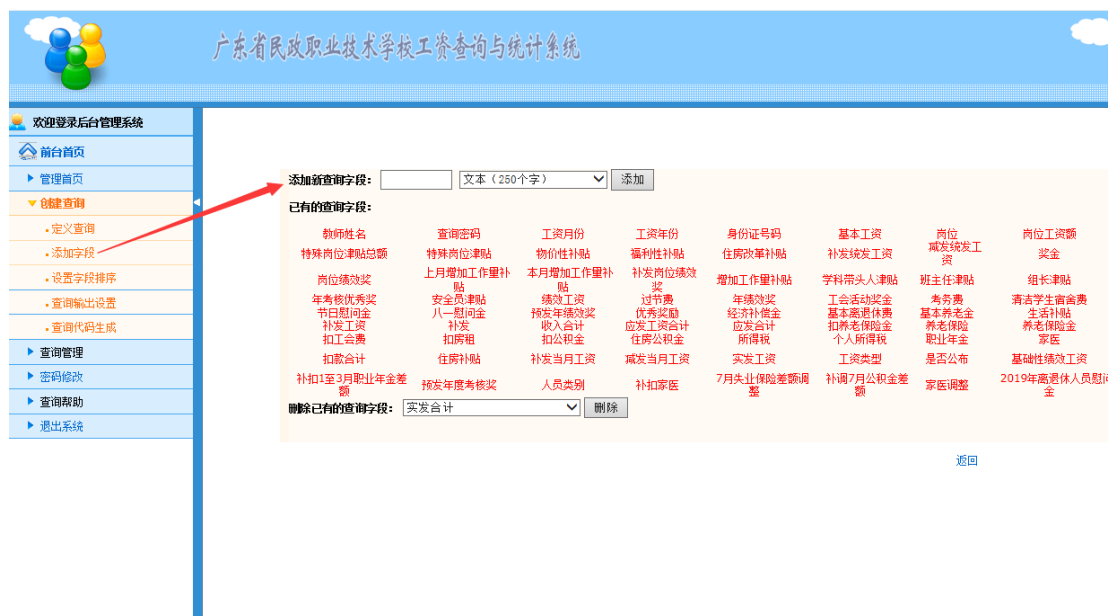 广东省民政职业技术学校工资查询与统计系统
欢迎登录后台管理系统
前台首页
管理首页
创建查询
定义查询
添加字段
设置字段排序
查询输出设置
查询代码生成
查询管理
密码修改
查询帮助
退出系统
添加新查询字段： 文本（250个字） 添加
已有的查询字段：
教师姓名 查询密码 工资月份 工资年份 身份证号码 基本工资 岗位 岗位工资额
特殊岗位津贴总额 特殊岗位津贴 物价性补贴 福利性补贴 住房改革补贴 补发统发工资 减发统发工资 奖金
岗位绩效奖 上月增加工作量补贴 本月增加工作量补贴 补发岗位绩效奖 增加工作量补贴 学科带头人津贴 班主任津贴 组长津贴
年考核优秀奖 安全员津贴 绩效工资 过节费 年绩效奖 工会活动奖金 考务费 清洁学生宿舍费
节日慰问金 八一慰问金 预发年绩效奖 优秀奖励 经济补偿金 基本离退休费 基本养老金 生活补贴
补发工资 补发 收入合计 应发工资合计 应发合计 扣养老保险金 养老保险 养老保险金
扣工会费 扣房租 扣公积金 住房公积金 所得税 个人所得税 职业年金 家医
扣款合计 住房补贴 补发当月工资 减发当月工资 实发工资 工资类型 是否公布 基础性绩效工资
补扣1至3月职业年金差额 预发年度考核奖 人员类别 补扣家医 7月失业保险差额调整 补调7月公积金差额 家医调整 2019年离退休人员慰问金
删除已有的查询字段： 实发合计 删除
返回